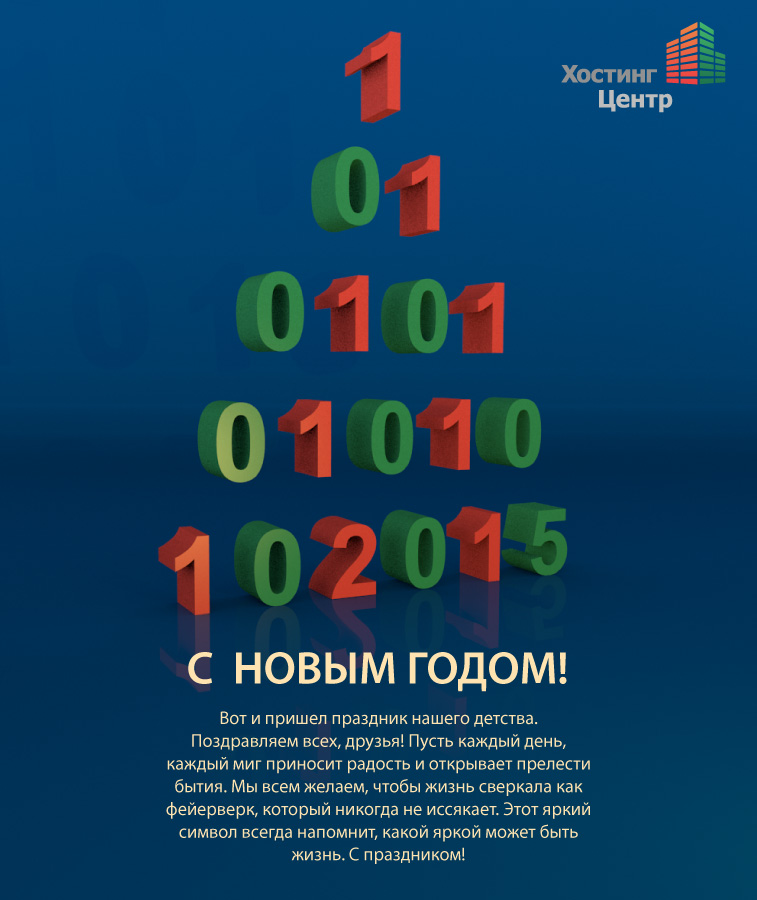 1
Хостинг
Центр
01
0101
01010
102015
С НОВЫМ ГОДОМ!
Вот и пришел праздник нашего детства.
Поздравляем всех, друзья! Пусть каждый день,
каждый миг приносит радость и открывает прелести
бытия. Мы всем желаем, чтобы жизнь сверкала как
фейерверк, который никогда не иссякает. Этот яркий
символ всегда напомнит, какой яркой может быть
жизнь. С праздником!